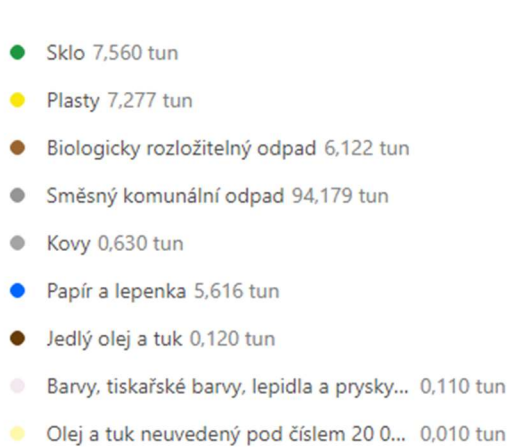 Sklo 7,560 tun
Plasty 7,277 tun
Biologicky rozložitelný odpad 6,122 tun
Směsný komunální odpad 94,179 tun
Kovy 0,630 tun
Papír a lepenka 5,616 tun
Jedlý olej a tuk 0,120 tun
Barvy, tiskařské barvy, lepidla a prysky... 0,110 tun
Olej a tuk neuvedený pod číslem 20 0... 0,010 tun